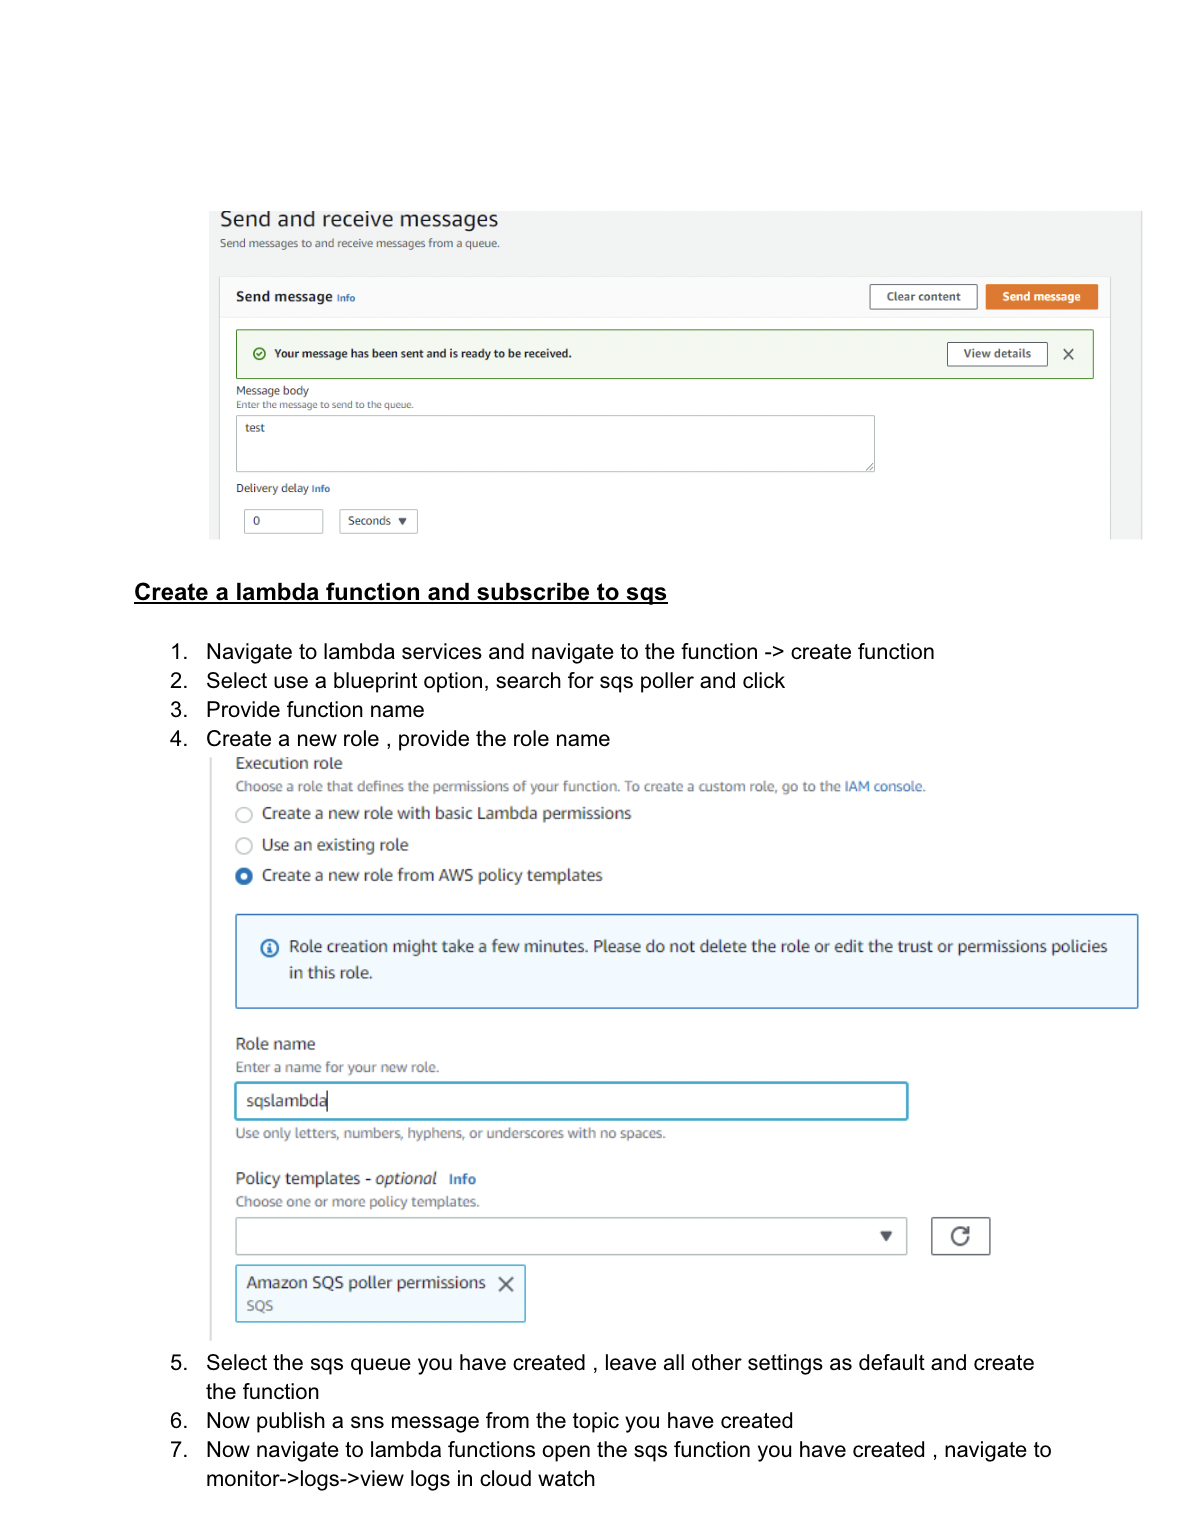 Send and receive messages
Send messages to and receive messages from a queue.
Send message Info
Clear content
Send message
Your message has been sent and is ready to be received.
View details
Message body
Enter the message to send to the queue.
test
Delivery delay Info
0
Seconds
Create a lambda function and subscribe to sqs
1. Navigate to lambda services and navigate to the function -> create function
2. Select use a blueprint option, search for sqs poller and click
3. Provide function name
4. Create a new role , provide the role name
Execution role
Choose a role that defines the permissions of your function. To create a custom role, go to the IAM console.
Create a new role with basic Lambda permissions
Use an existing role
Create a new role from AWS policy templates
Role creation might take a few minutes. Please do not delete the role or edit the trust or permissions policies
in this role.
Role name
Enter a name for your new role.
sqslambda
Use only letters, numbers, hyphens, or underscores with no spaces.
Policy templates - optional Info
Choose one or more policy templates.
Amazon SQS poller permissions
SQS
5. Select the sqs queue you have created , leave all other settings as default and create
the function
6. Now publish a sns message from the topic you have created
7. Now navigate to lambda functions open the sqs function you have created , navigate to
monitor->logs->view logs in cloud watch